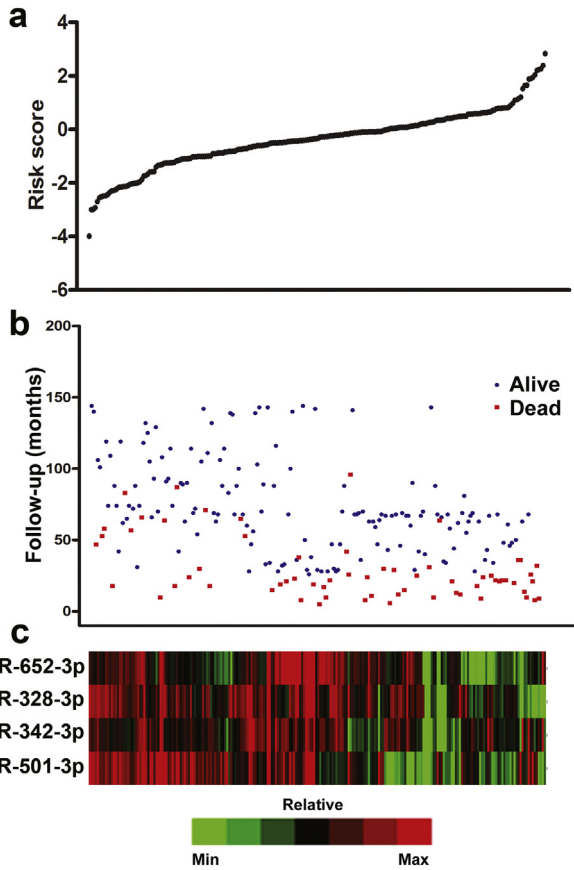 a
4
2
0
-2
-4
-6
Risk score
b
200
150
100
50
0
Follow-up (months)
Alive
Dead
c
R-652-3p
R-328-3p
R-342-3p
R-501-3p
Relative
Min Max